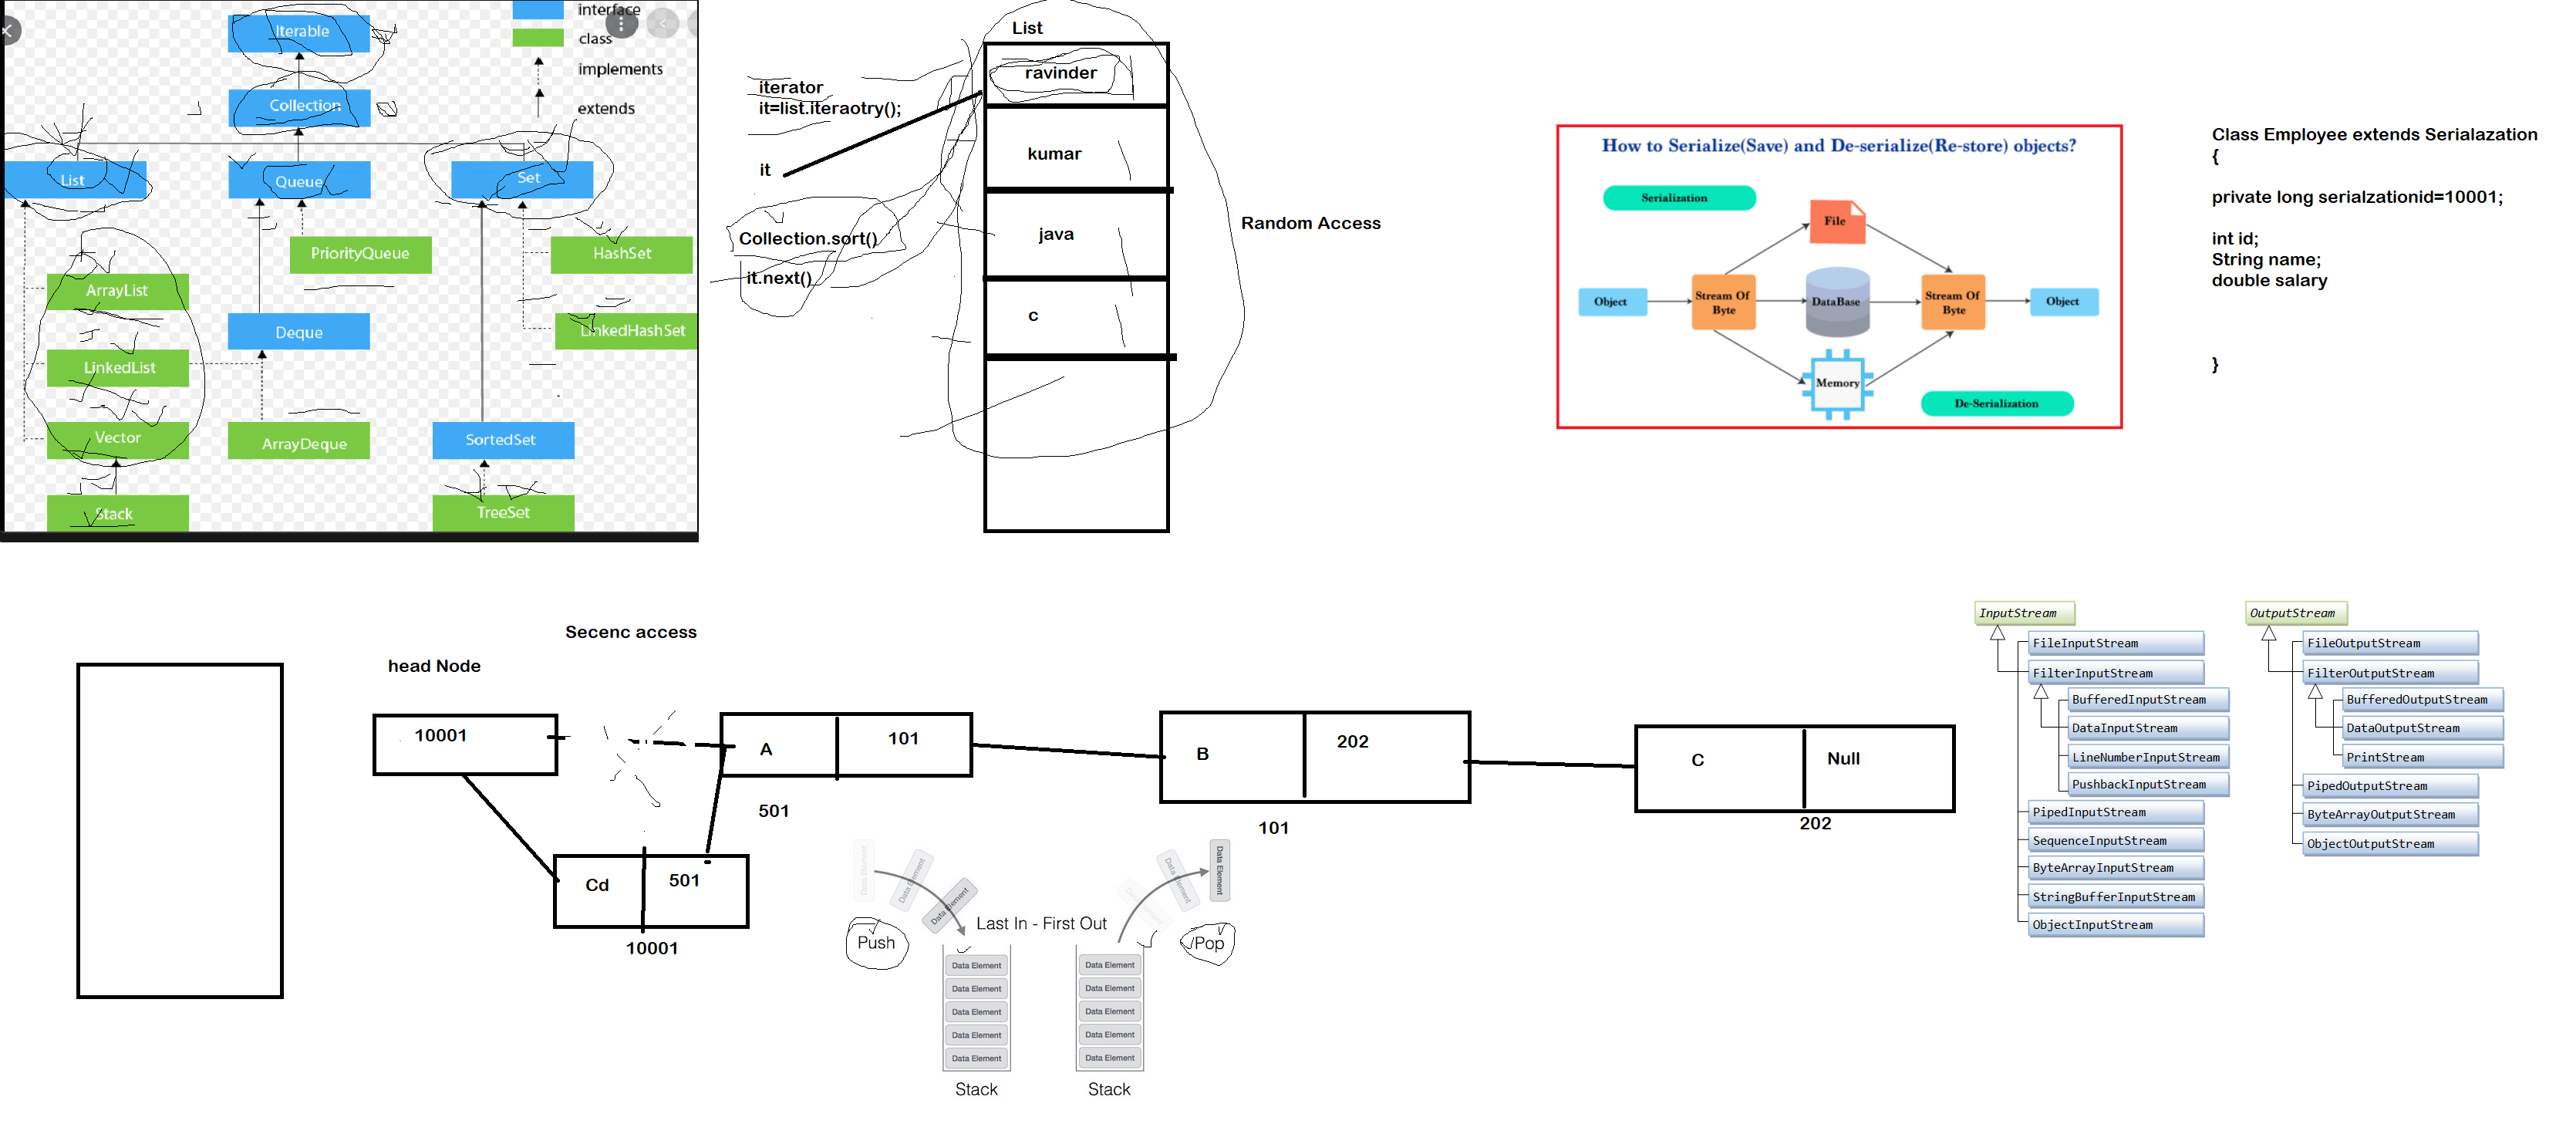 interface
class
implements
extends
Iterable
Collection
List
Queue
Set
PriorityQueue
HashSet
ArrayList
Deque
LinkedHashSet
LinkedList
Vector
ArrayDeque
SortedSet
Stack
TreeSet
List
iterator
it=list.iteraotry();
it
Collection.sort()
it.next()
ravinder
kumar
java
c
Random Access
How to Serialize(Save) and De-serialize(Re-store) objects?
Serialization
File
Object
Stream Of
Byte
DataBase
Stream Of
Byte
Object
Memory
De-Serialization
Class Employee extends Serialazation
{
private long serialzationid=10001;
int id;
String name;
double salary
}
Secenc access
head Node
10001
A
101
501
B
202
101
C
Null
202
Cd
501
10001
Data Element
Data Element
Data Element
Push
Last In - First Out
Data Element
Data Element
Data Element
Pop
Data Element
Data Element
Data Element
Data Element
Data Element
Stack
Data Element
Data Element
Data Element
Data Element
Data Element
Stack
InputStream
FileInputStream
FilterInputStream
BufferedInputStream
DataInputStream
LineNumberInputStream
PushbackInputStream
PipedInputStream
SequenceInputStream
ByteArrayInputStream
StringBufferInputStream
ObjectInputStream
OutputStream
FileOutputStream
FilterOutputStream
BufferedOutputStream
DataOutputStream
PrintStream
PipedOutputStream
ByteArrayOutputStream
ObjectOutputStream